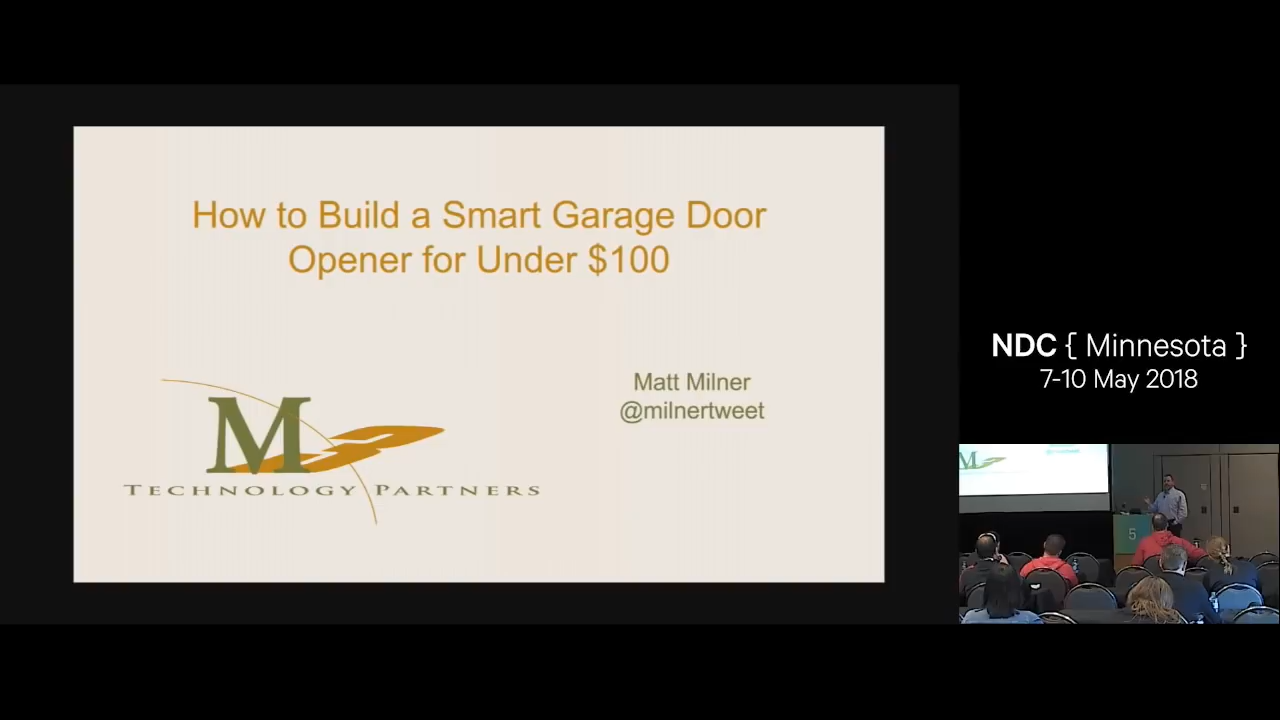 How to Build a Smart Garage Door
Opener for Under $100
Matt Milner
@milnertweet
M
TECHNOLOGY PARTNERS
NDC { Minnesota }
7-10 May 2018
M
5